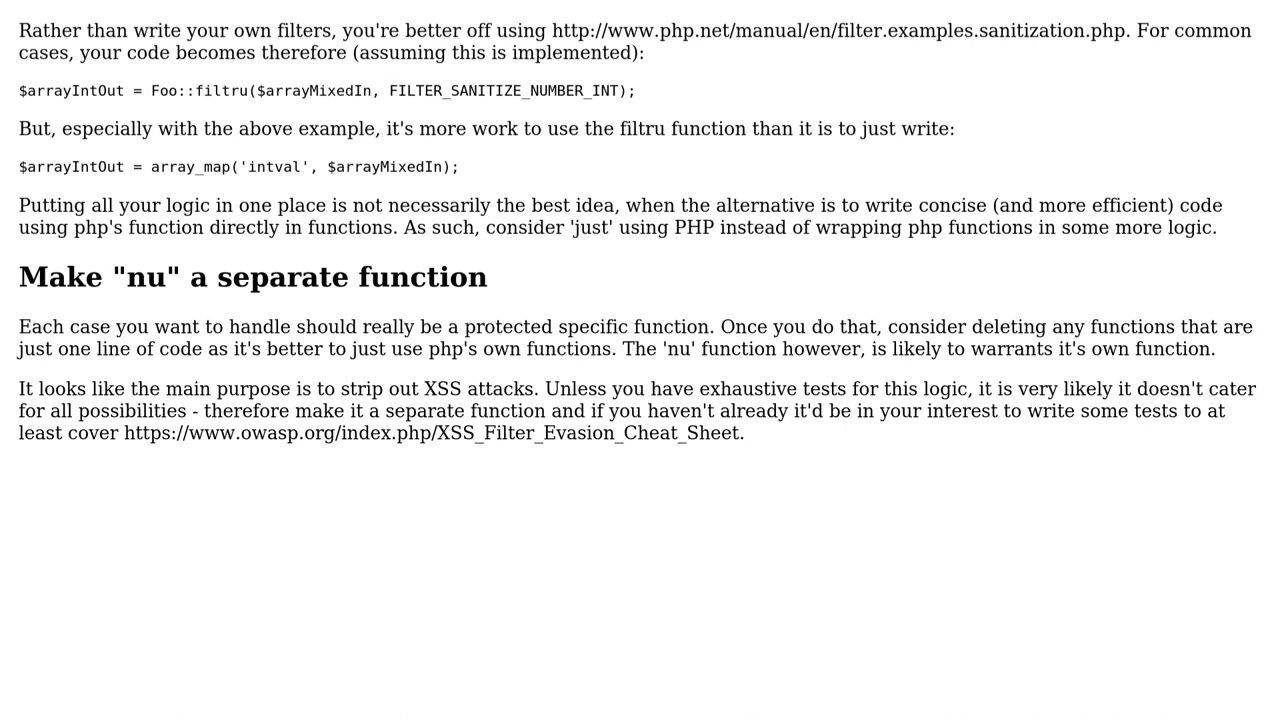 Rather than write your own filters, you're better off using http://www.php.net/manual/en/filter.examples.sanitization.php. For common
cases, your code becomes therefore (assuming this is implemented):
$arrayIntOut = Foo::filtru($arrayMixedIn, FILTER_SANITIZE_NUMBER_INT);
But, especially with the above example, it's more work to use the filtru function than it is to just write:
$arrayIntOut = array_map('intval', $arrayMixedIn);
Putting all your logic in one place is not necessarily the best idea, when the alternative is to write concise (and more efficient) code
using php's function directly in functions. As such, consider 'just' using PHP instead of wrapping php functions in some more logic.
Make "nu" a separate function
Each case you want to handle should really be a protected specific function. Once you do that, consider deleting any functions that are
just one line of code as it's better to just use php's own functions. The 'nu' function however, is likely to warrants it's own function.
It looks like the main purpose is to strip out XSS attacks. Unless you have exhaustive tests for this logic, it is very likely it doesn't cater
for all possibilities - therefore make it a separate function and if you haven't already it'd be in your interest to write some tests to at
least cover https://www.owasp.org/index.php/XSS_Filter_Evasion_Cheat_Sheet.